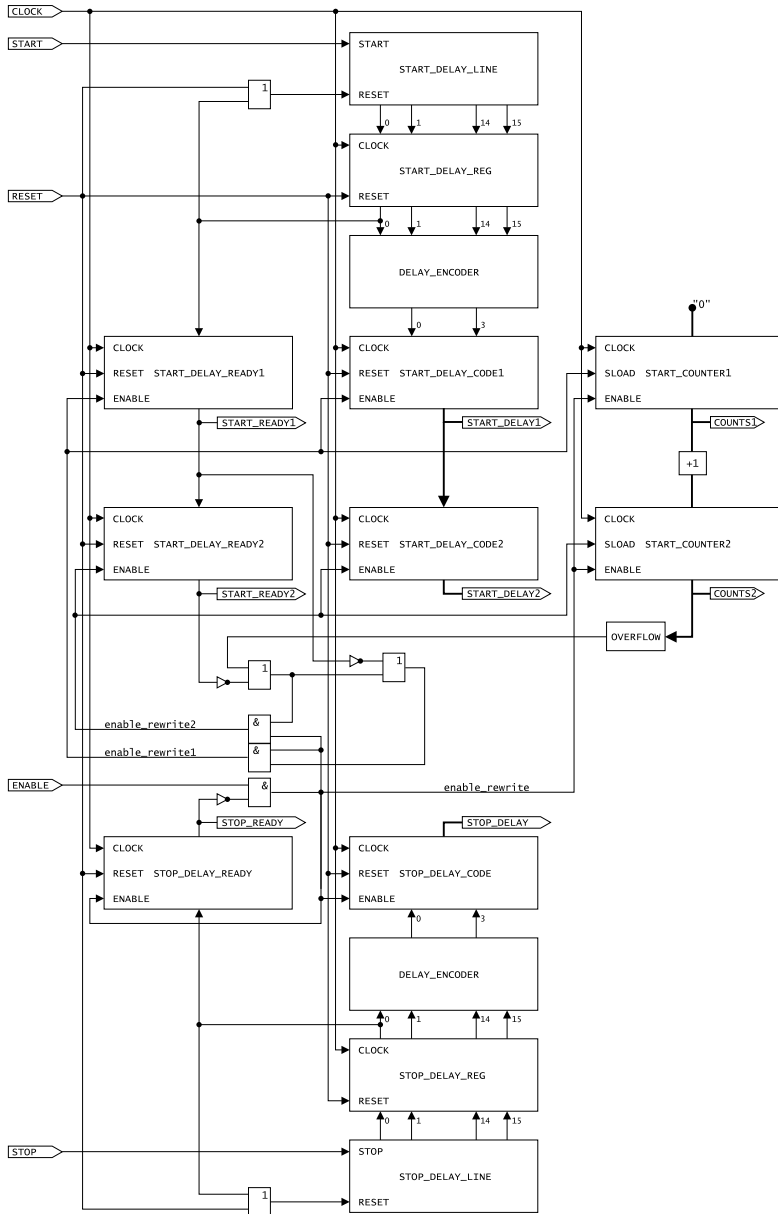 CLOCK
START
START
START_DELAY_LINE
1
RESET
0 1 14 15
CLOCK
START_DELAY_REG
RESET
RESET
0 1 14 15
DELAY_ENCODER
0 3
"0"
CLOCK
CLOCK
CLOCK
RESET START_DELAY_READY1
RESET START_DELAY_CODE1
SLOAD START_COUNTER1
ENABLE
ENABLE
ENABLE
START_READY1
START_DELAY1
COUNTS1
+1
CLOCK
CLOCK
CLOCK
RESET START_DELAY_READY2
RESET START_DELAY_CODE2
SLOAD START_COUNTER2
ENABLE
ENABLE
ENABLE
START_READY2
START_DELAY2
COUNTS2
OVERFLOW
1
1
enable_rewrite2
&
enable_rewrite1
&
ENABLE
&
enable_rewrite
STOP_READY
STOP_DELAY
CLOCK
CLOCK
RESET STOP_DELAY_READY
RESET STOP_DELAY_CODE
ENABLE
ENABLE
0 3
DELAY_ENCODER
0 1 14 15
CLOCK
STOP_DELAY_REG
RESET
0 1 14 15
STOP
STOP
STOP_DELAY_LINE
1
RESET